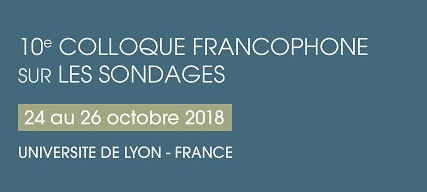 10e COLLOQUE FRANCOPHONE
SUR LES SONDAGES
24 au 26 octobre 2018
UNIVERSITE DE LYON - FRANCE